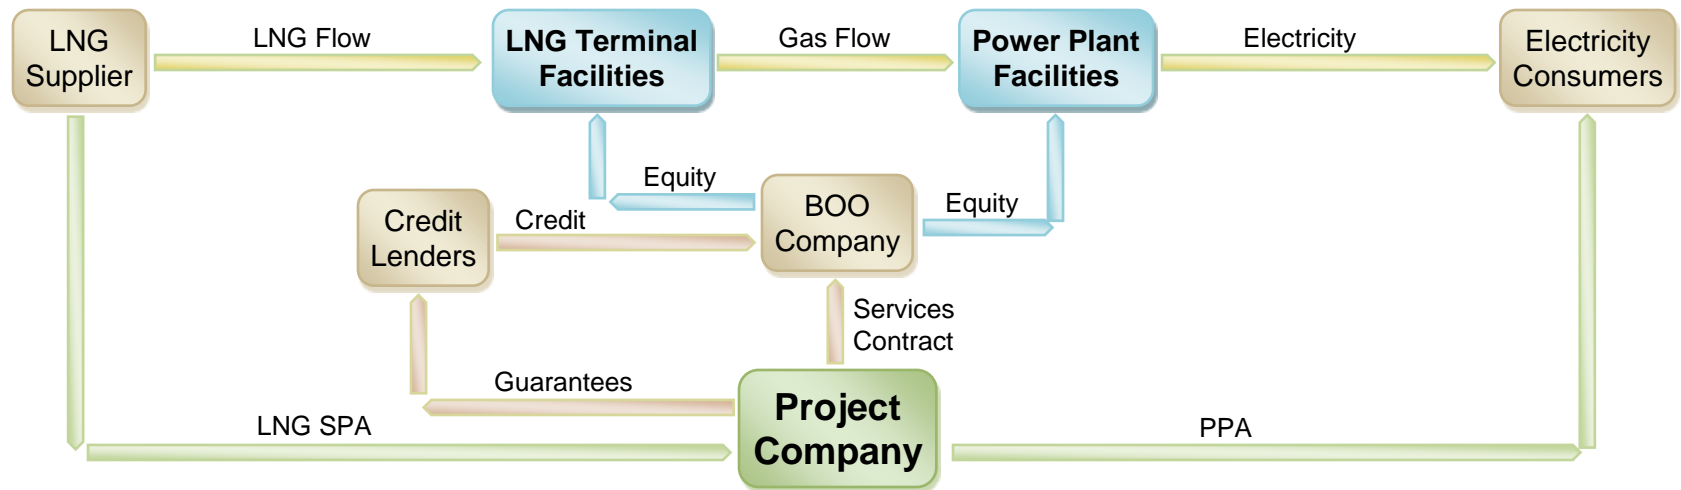 LNG
Supplier
LNG Flow
LNG Terminal
Facilities
Gas Flow
Power Plant
Facilities
Electricity
Electricity
Consumers
Equity
BOO
Company
Equity
Credit
Lenders
Credit
Services
Contract
Guarantees
Project
Company
LNG SPA
PPA